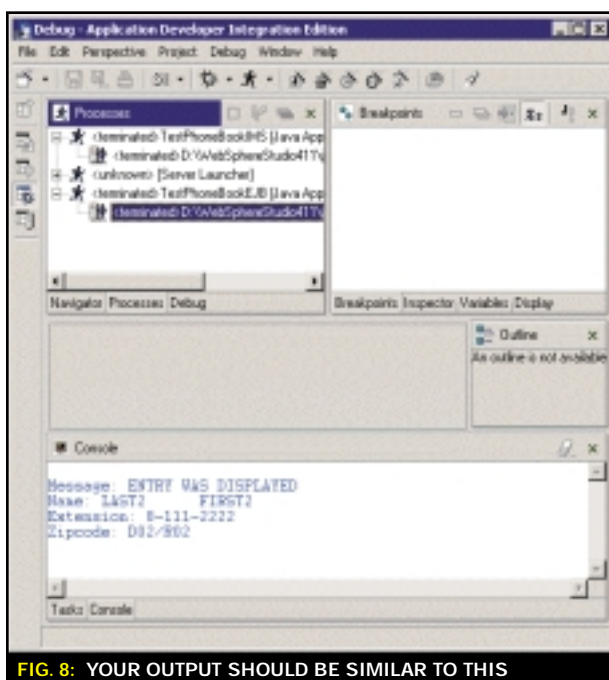 Debug - Application Developer Integration Edition
File Edit Perspective Project Debug Window Help
Processes
<terminated> TestPhoneBookIMS [Java App
<terminated> D:\WebSphereStudio411\
<unknown> [Server Launcher]
<terminated> TestPhoneBookEJB [Java App
<terminated> D:\WebSphereStudio411\
Navigator Processes Debug
Breakpoints
Breakpoints Inspector Variables Display
Outline
An outline is not available
Console
Message: ENTRY WAS DISPLAYED
Name: LAST2 FIRST2
Extension: 8-111-2222
Zipcode: D02/R02
Tasks Console
FIG. 8: YOUR OUTPUT SHOULD BE SIMILAR TO THIS